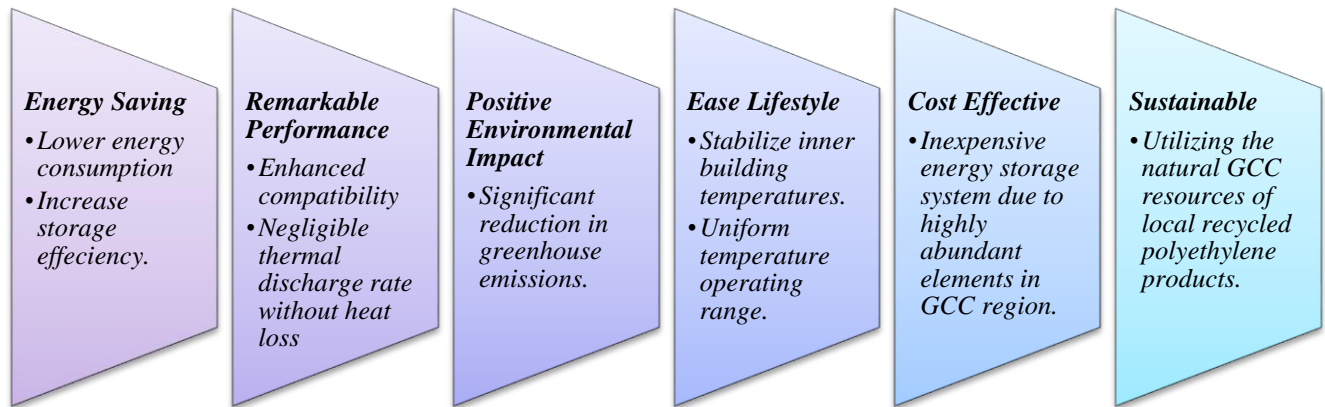 Energy Saving
•Lower energy
consumption
•Increase
storage
effeciency.
Remarkable
Performance
•Enhanced
compatibility
•Negligible
thermal
discharge rate
without heat
loss
Positive
Environmental
Impact
•Significant
reduction in
greenhouse
emissions.
Ease Lifestyle
•Stabilize inner
building
temperatures.
•Uniform
temperature
operating
range.
Cost Effective
•Inexpensive
energy storage
system due to
highly
abundant
elements in
GCC region.
Sustainable
•Utilizing the
natural GCC
resources of
local recycled
polyethylene
products.